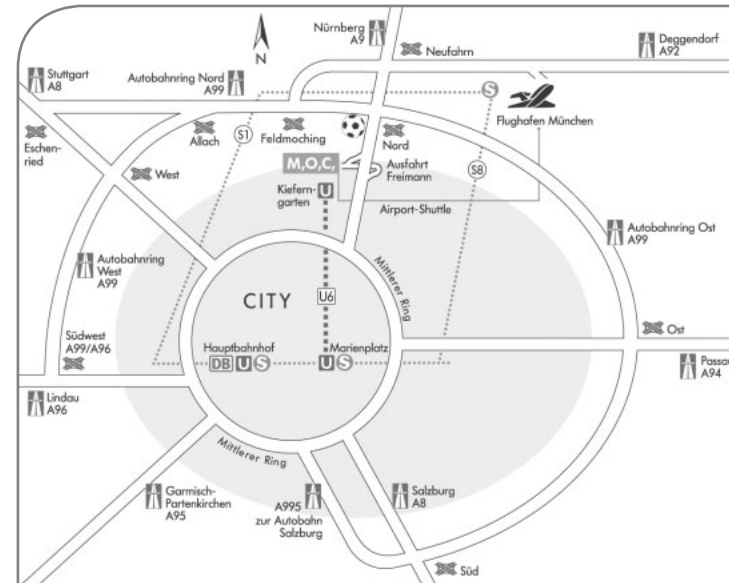 Nürnberg
A9
N
Neufahrn
Deggendorf
A92
Stuttgart
A8
Autobahnring Nord
A99
S
Flughafen München
Eschen-
ried
Allach
S1
Feldmoching
Nord
West
M,O,C,
Ausfahrt
Freimann
S8
Kiefern-
garten
U
Airport-Shuttle
Autobahnring
West
A99
Autobahnring Ost
A99
Mittlerer Ring
CITY
U6
Südwest
A99/A96
Hauptbahnhof
DB U S
Marienplatz
U S
Ost
Passau
A94
Lindau
A96
Mittlerer Ring
Garmisch-
Partenkirchen
A95
A995
zur Autobahn
Salzburg
Salzburg
A8
Süd